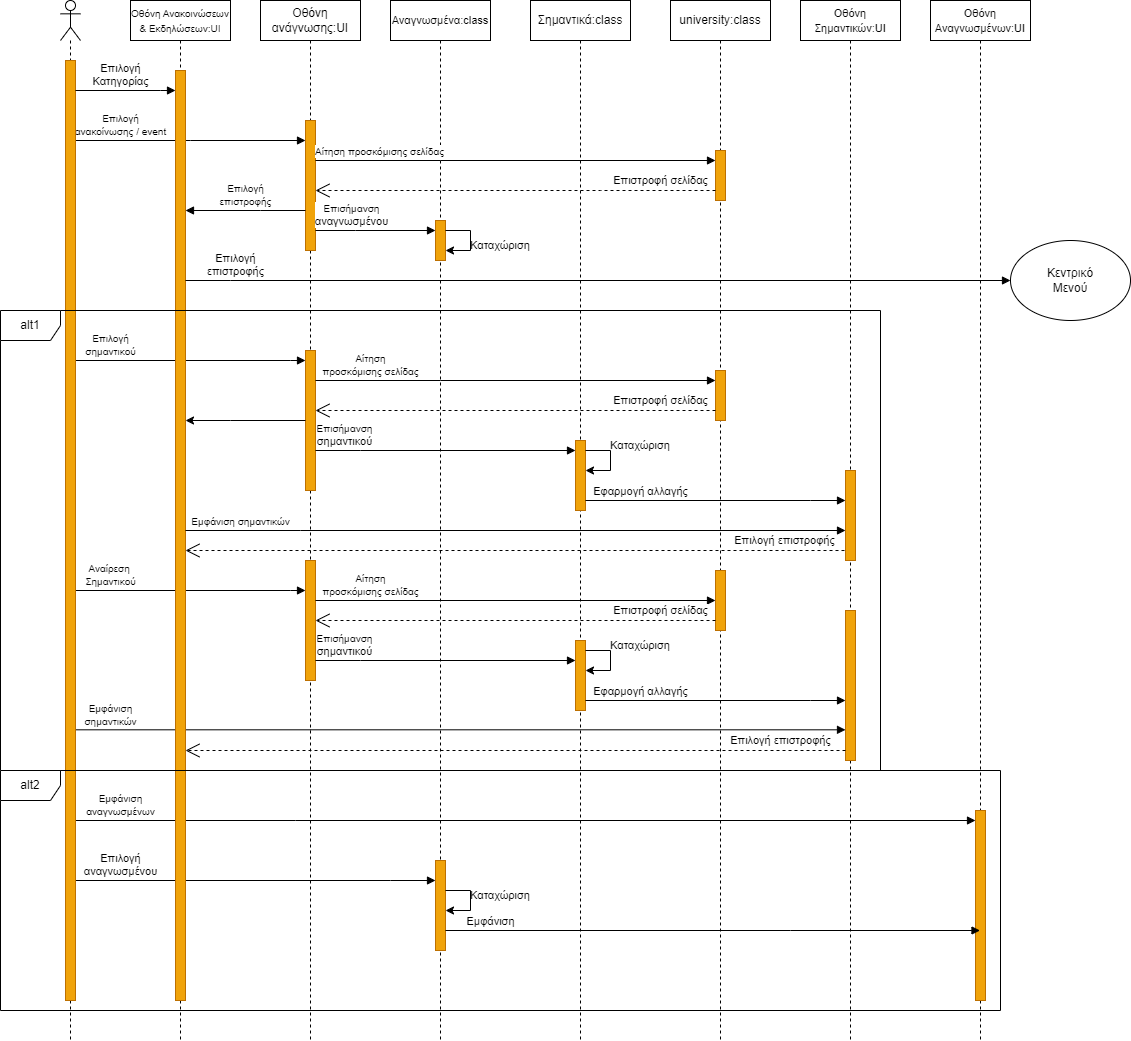 Οθόνη Ανακοινώσεων
& Εκδηλώσεων:UI
Οθόνη
ανάγνωσης:UI
Αναγνωσμένα:class
Σημαντικά:class
university:class
Οθόνη
Σημαντικών:UI
Οθόνη
Αναγνωσμένων:UI
Επιλογή
Κατηγορίας
Επιλογή
ανακοίνωσης / event
Αίτηση προσκόμισης σελίδας
Επιστροφή σελίδας
Επιλογή
επιστροφής
Επισήμανση
αναγνωσμένου
Καταχώριση
Επιλογή
επιστροφής
Κεντρικό
Μενού
alt1
Επιλογή
σημαντικού
Αίτηση
προσκόμισης σελίδας
Επιστροφή σελίδας
Επισήμανση
σημαντικού
Καταχώριση
Εφαρμογή αλλαγής
Εμφάνιση σημαντικών
Επιλογή επιστροφής
Αναίρεση
Σημαντικού
Αίτηση
προσκόμισης σελίδας
Επιστροφή σελίδας
Επισήμανση
σημαντικού
Καταχώριση
Εφαρμογή αλλαγής
Εμφάνιση
σημαντικών
Επιλογή επιστροφής
alt2
Εμφάνιση
αναγνωσμένων
Επιλογή
αναγνωσμένου
Καταχώριση
Εμφάνιση